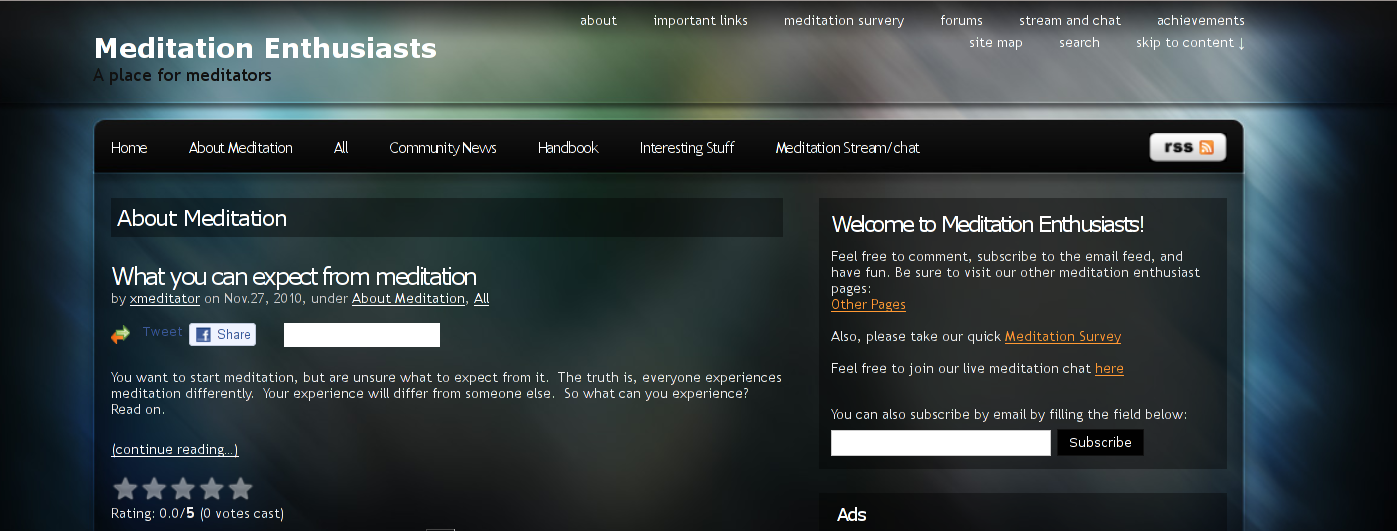 about important links meditation survery forums stream and chat achievements
site map search skip to content ↓
Meditation Enthusiasts
A place for meditators
Home About Meditation All Community News Handbook Interesting Stuff Meditation Stream/chat rss
About Meditation
What you can expect from meditation
by xmeditator on Nov.27, 2010, under About Meditation, All
Tweet Share
You want to start meditation, but are unsure what to expect from it. The truth is, everyone experiences
meditation differently. Your experience will differ from someone else. So what can you experience?
Read on.
(continue reading...)
Rating: 0.0/5 (0 votes cast)
Welcome to Meditation Enthusiasts!
Feel free to comment, subscribe to the email feed, and
have fun. Be sure to visit our other meditation enthusiast
pages:
Other Pages
Also, please take our quick Meditation Survey
Feel free to join our live meditation chat here
You can also subscribe by email by filling the field below:
Subscribe
Ads